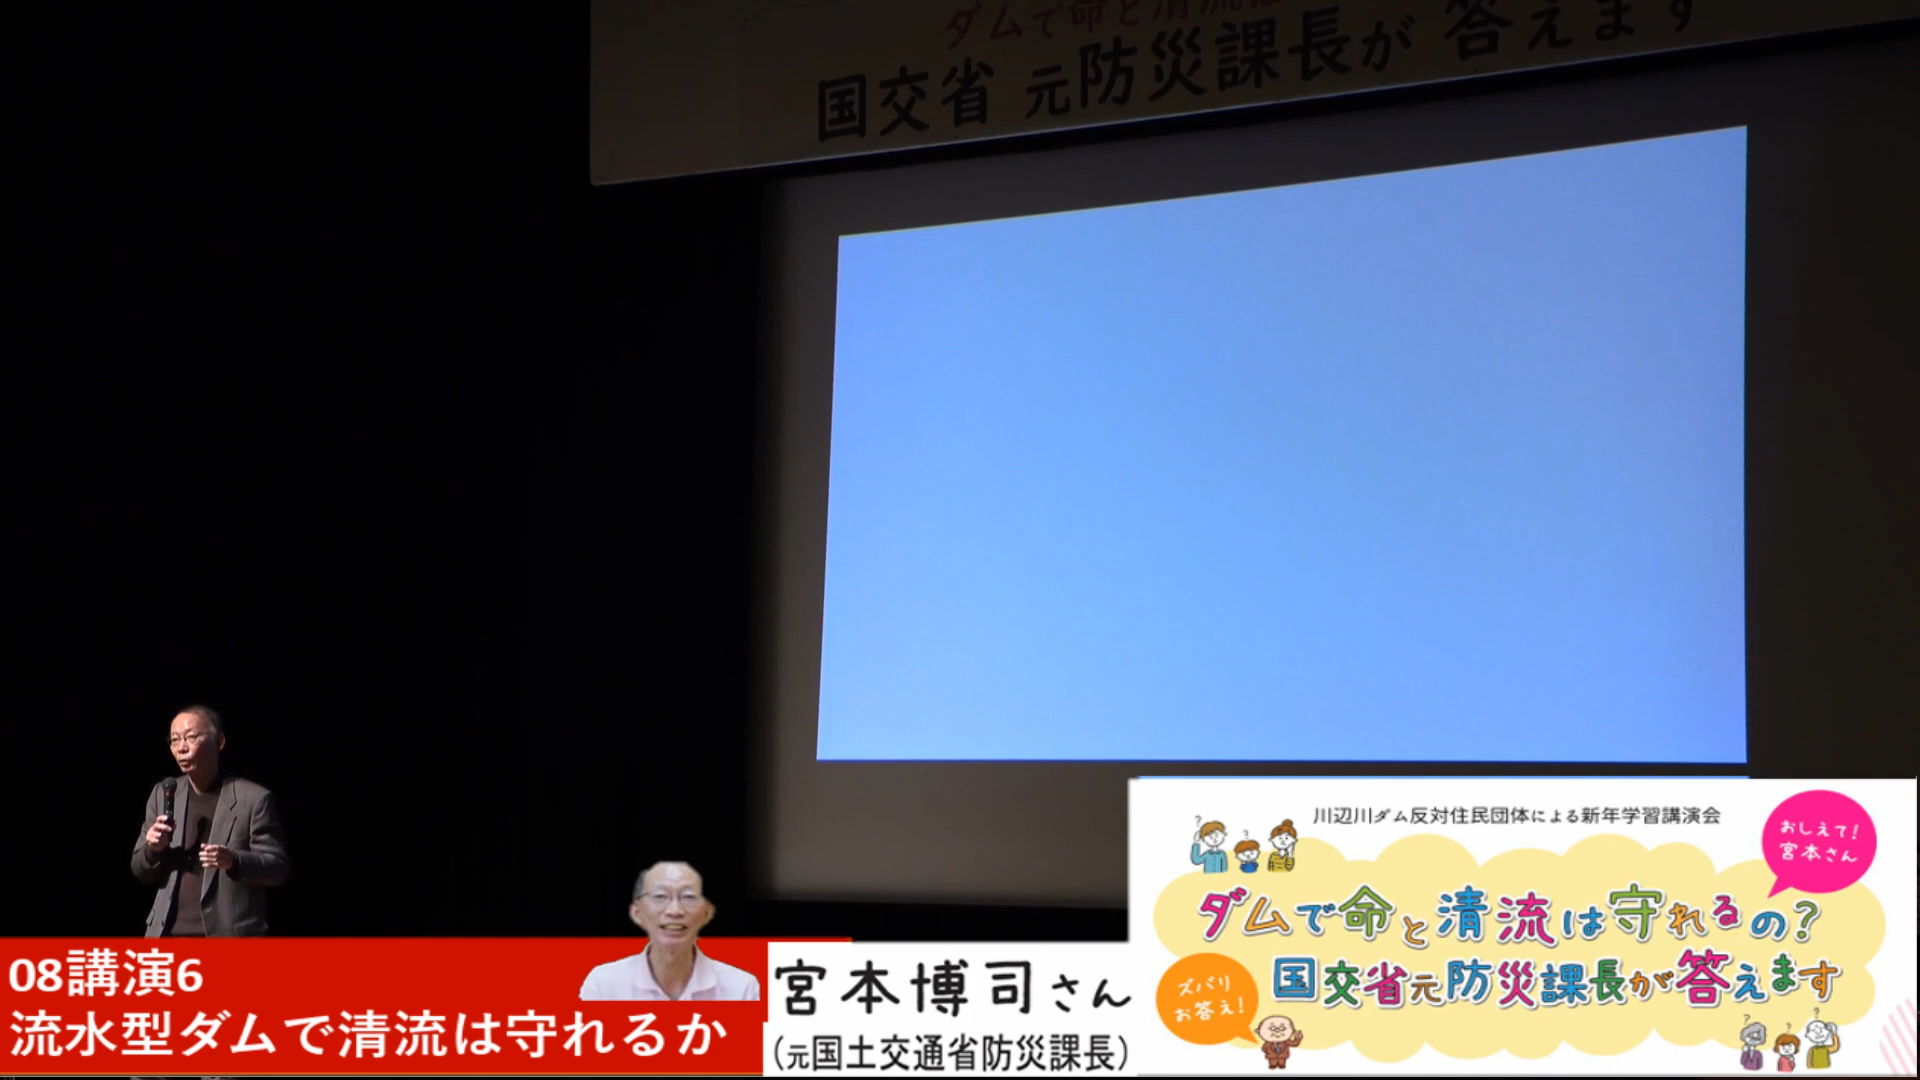 ダムで命と清流は
国交省 元防災課長が 答えます
08講演6
流水型ダムで清流は守れるか
宮本博司さん
(元国土交通省防災課長)
川辺川ダム反対住民団体による新年学習講演会
おしえて!
宮本さん
ダムで命と清流は守れるの?
国交省元防災課長が答えます
ズバリ
お答え!